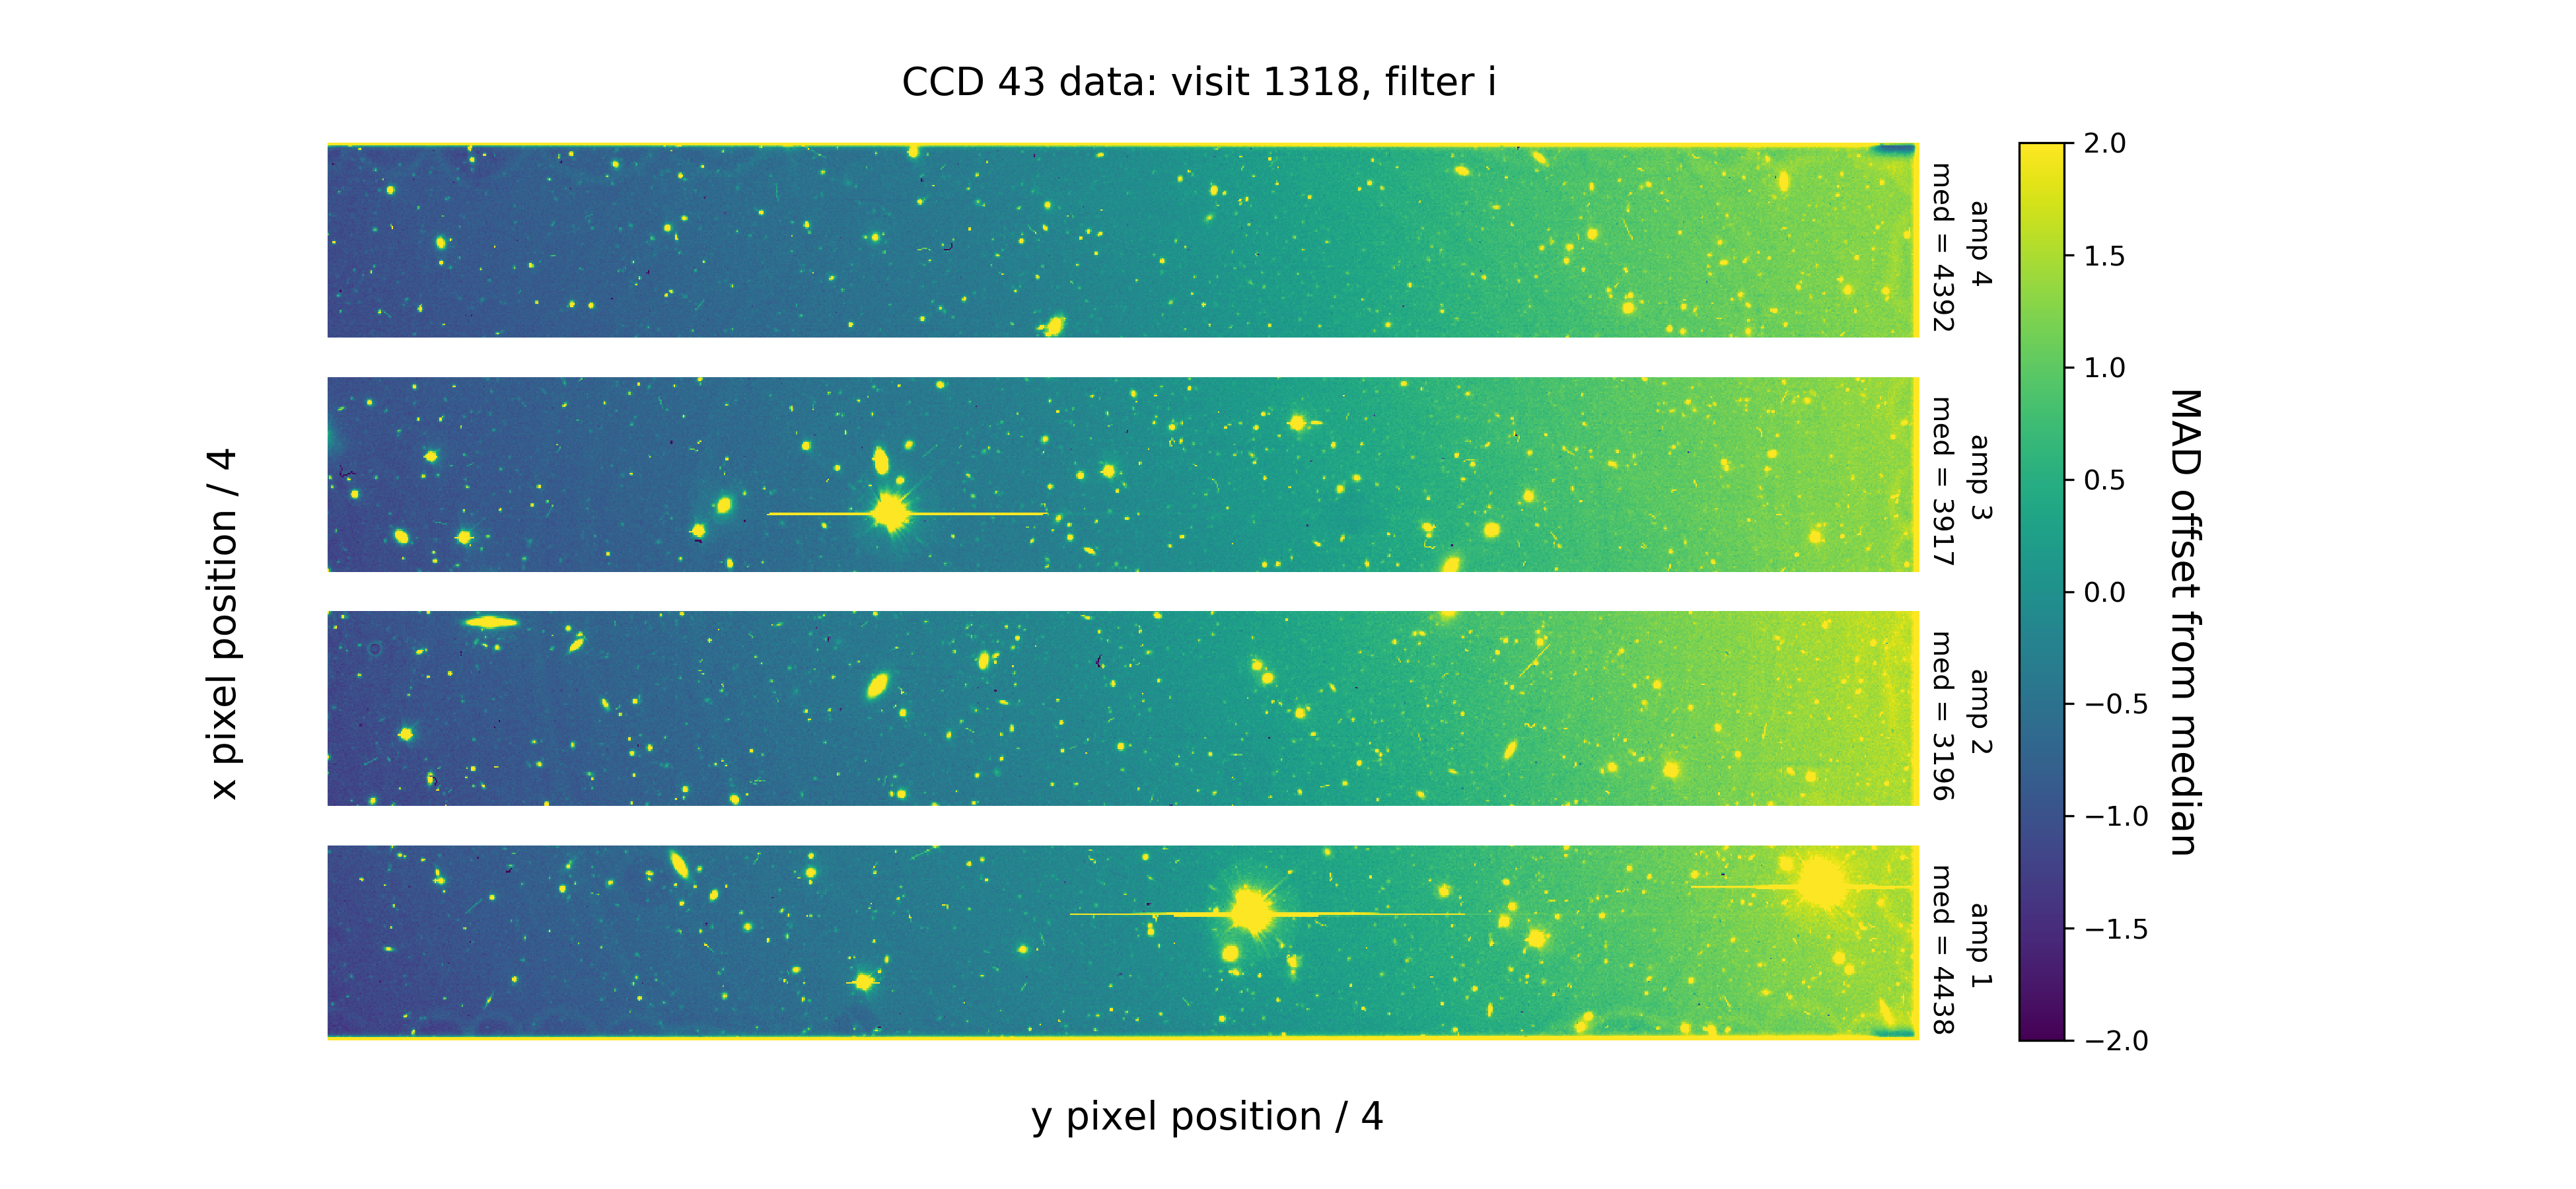 CCD 43 data: visit 1318, filter i
x pixel position / 4
amp 4
med = 4392
amp 3
med = 3917
amp 2
med = 3196
amp 1
med = 4438
2.0
1.5
1.0
0.5
0.0
−0.5
−1.0
−1.5
−2.0
MAD offset from median
y pixel position / 4